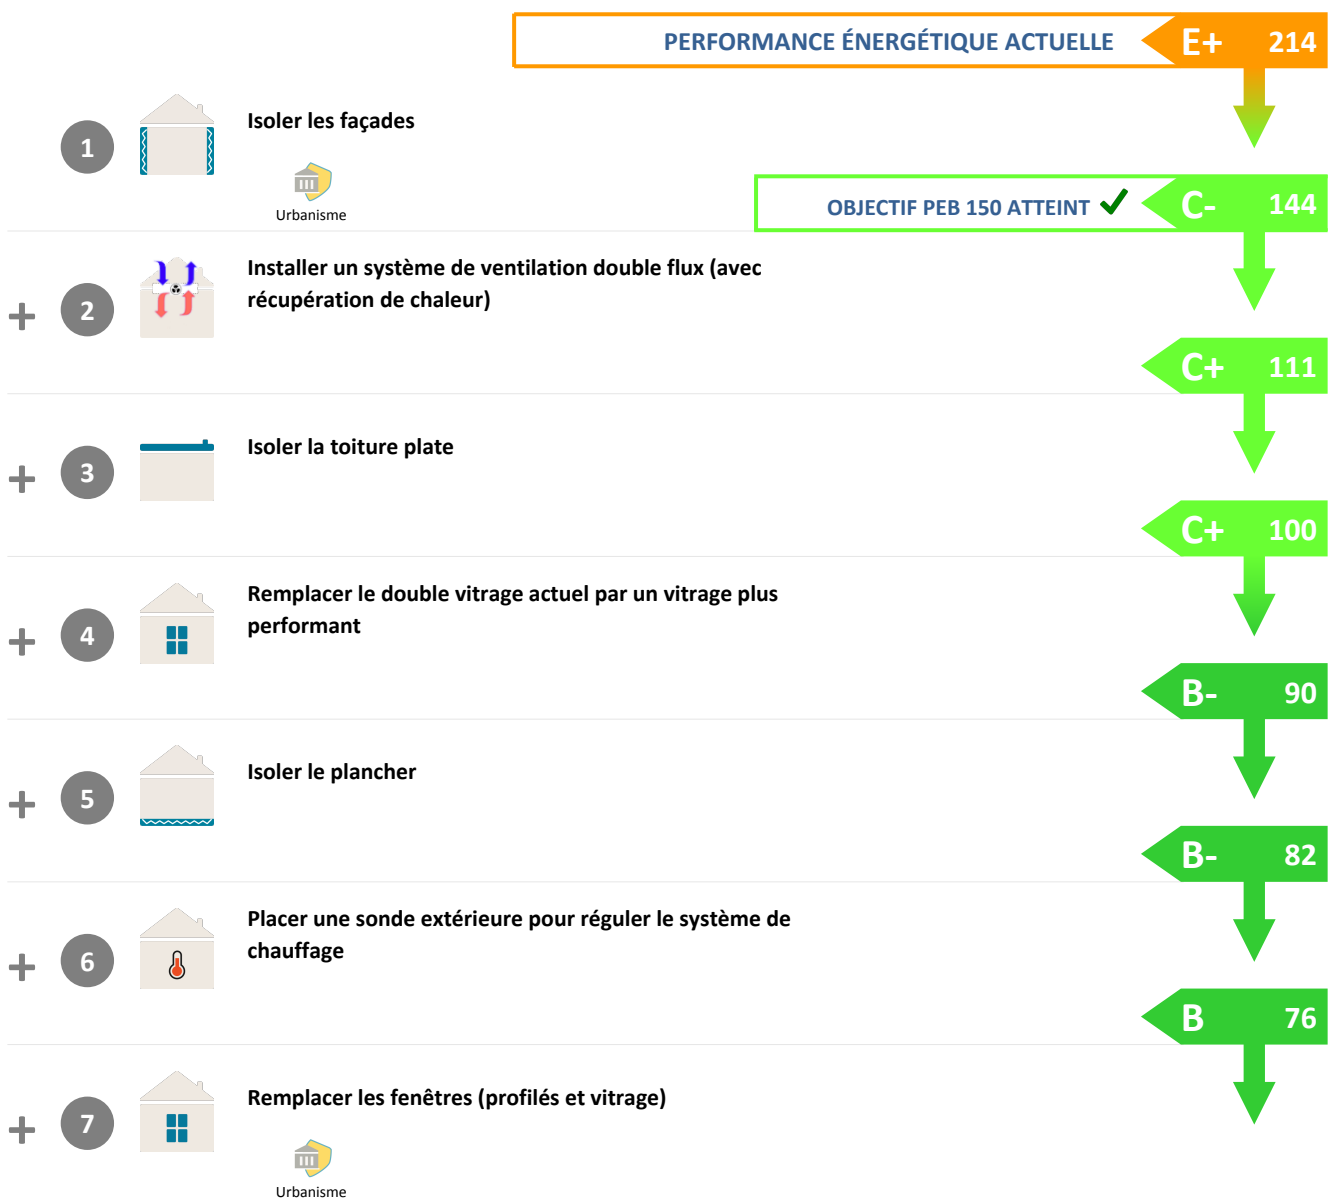 PERFORMANCE ÉNERGÉTIQUE ACTUELLE
E+ 214
1
Isoler les façades
Urbanisme
OBJECTIF PEB 150 ATTEINT
C- 144
+ 2
Installer un système de ventilation double flux (avec
récupération de chaleur)
C+ 111
+ 3
Isoler la toiture plate
C+ 100
+ 4
Remplacer le double vitrage actuel par un vitrage plus
performant
B- 90
+ 5
Isoler le plancher
B- 82
+ 6
Placer une sonde extérieure pour réguler le système de
chauffage
B 76
+ 7
Remplacer les fenêtres (profilés et vitrage)
Urbanisme